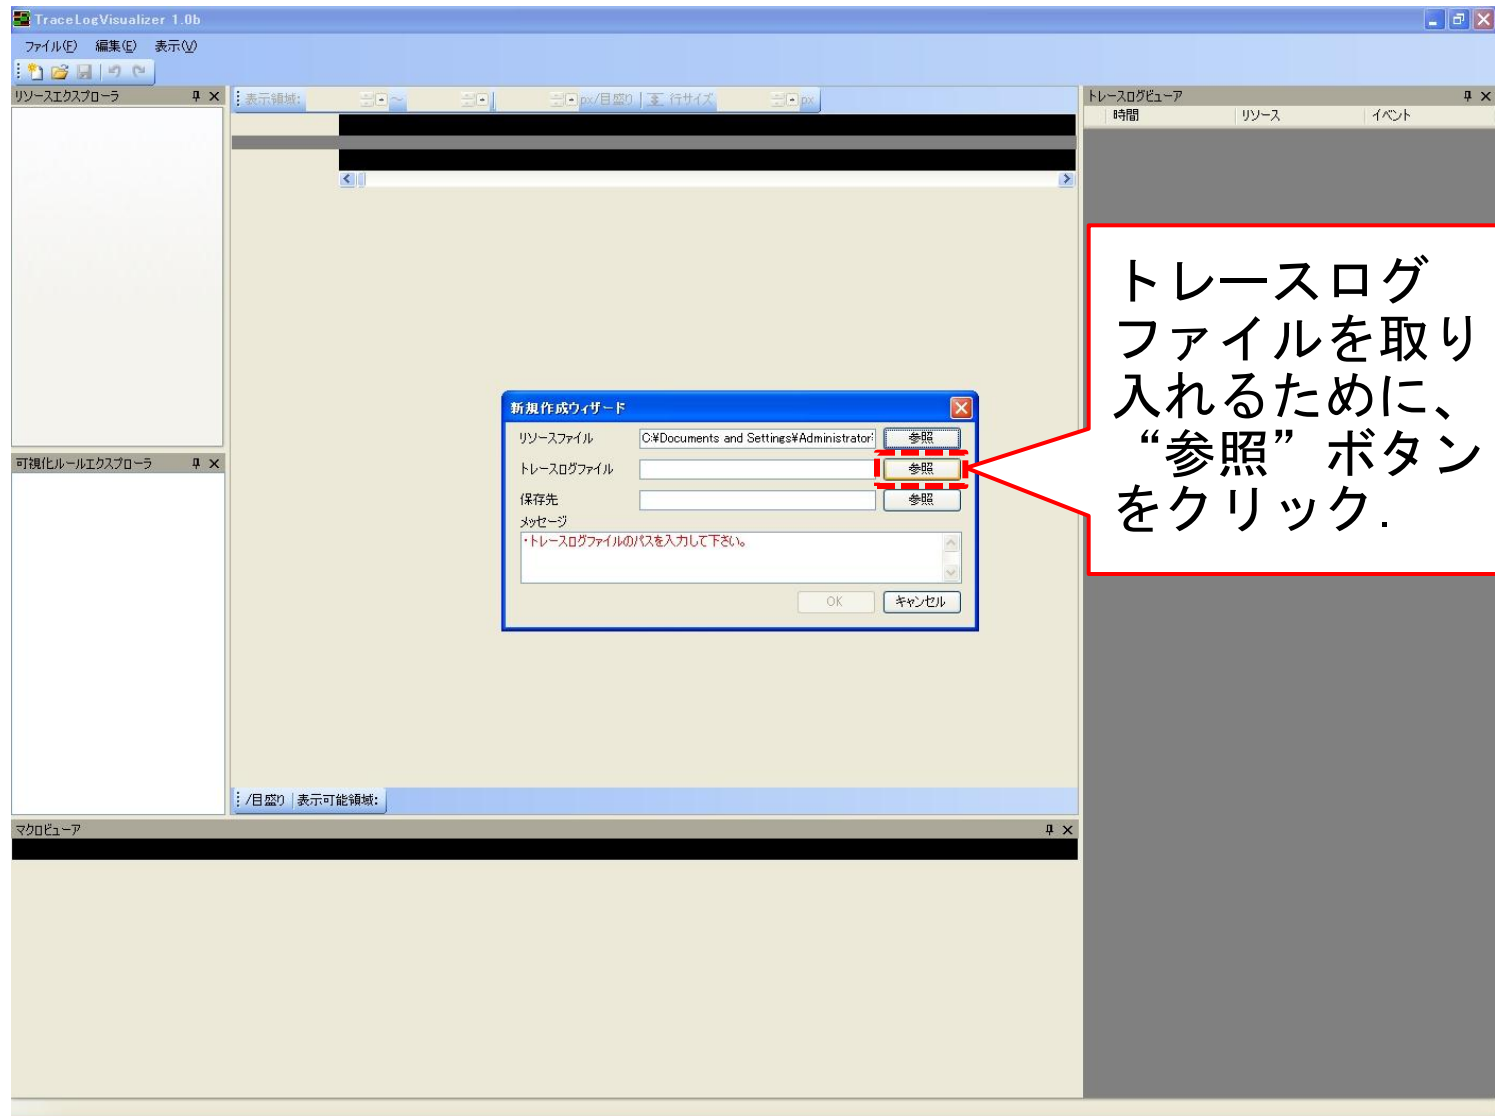 TraceLogVisualizer 1.0b
ファイル(F) 編集(E) 表示(V)
リソースエクスプローラ
表示領域: ～ px/目盛り 行サイズ px
トレースログビューア
時間 リソース イベント
トレースログ
ファイルを取り
入れるために、
“参照”ボタン
をクリック.
新規作成ウィザード
リソースファイル C:¥Documents and Settings¥Administrator 参照
トレースログファイル 参照
保存先 参照
メッセージ
・トレースログファイルのパスを入力して下さい。
OK キャンセル
可視化ルールエクスプローラ
/目盛り 表示可能領域:
マクロビューア